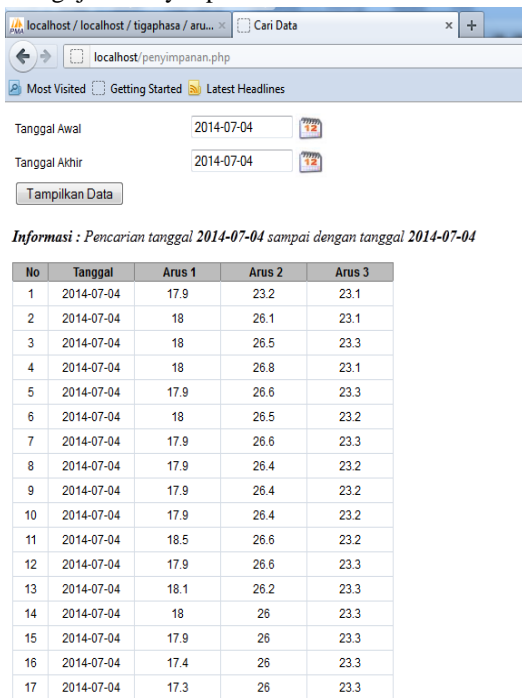 localhost / localhost / tigaphasa / aru... × Cari Data × +
localhost/penyimpanan.php
Most Visited Getting Started Latest Headlines
Tanggal Awal 2014-07-04 12
Tanggal Akhir 2014-07-04 12
Tampilkan Data
Informasi : Pencarian tanggal 2014-07-04 sampai dengan tanggal 2014-07-04
No Tanggal Arus 1 Arus 2 Arus 3
1 2014-07-04 17.9 23.2 23.1
2 2014-07-04 18 26.1 23.1
3 2014-07-04 18 26.5 23.3
4 2014-07-04 18 26.8 23.1
5 2014-07-04 17.9 26.6 23.3
6 2014-07-04 18 26.5 23.2
7 2014-07-04 17.9 26.6 23.3
8 2014-07-04 17.9 26.4 23.2
9 2014-07-04 17.9 26.4 23.2
10 2014-07-04 17.9 26.4 23.2
11 2014-07-04 18.5 26.6 23.2
12 2014-07-04 17.9 26.6 23.3
13 2014-07-04 18.1 26.2 23.3
14 2014-07-04 18 26 23.3
15 2014-07-04 17.9 26 23.3
16 2014-07-04 17.4 26 23.3
17 2014-07-04 17.3 26 23.3